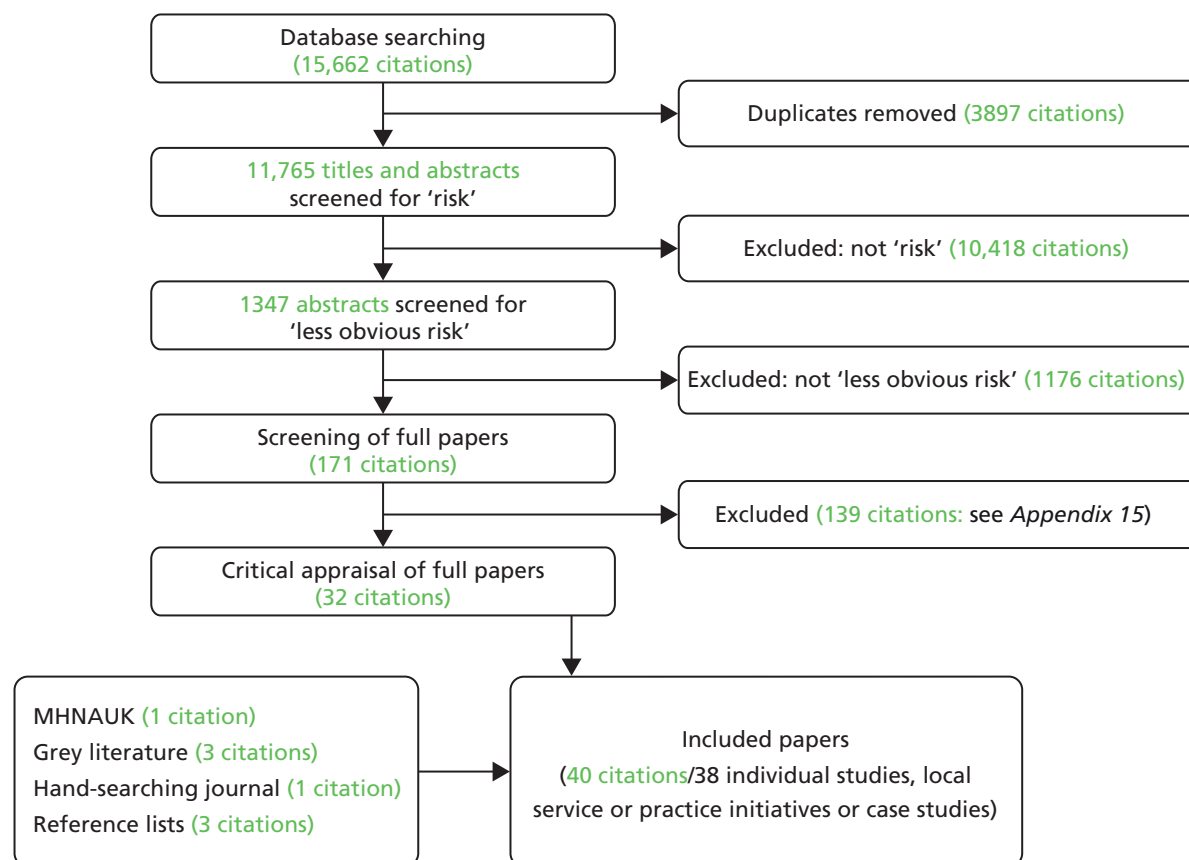 Database searching
(15,662 citations)
Duplicates removed (3897 citations)
11,765 titles and abstracts
screened for ‘risk’
Excluded: not ‘risk’ (10,418 citations)
1347 abstracts screened for
‘less obvious risk’
Excluded: not ‘less obvious risk’ (1176 citations)
Screening of full papers
(171 citations)
Excluded (139 citations: see Appendix 15)
Critical appraisal of full papers
(32 citations)
MHNAUK (1 citation)
Grey literature (3 citations)
Hand-searching journal (1 citation)
Reference lists (3 citations)
Included papers
(40 citations/38 individual studies, local
service or practice initiatives or case studies)